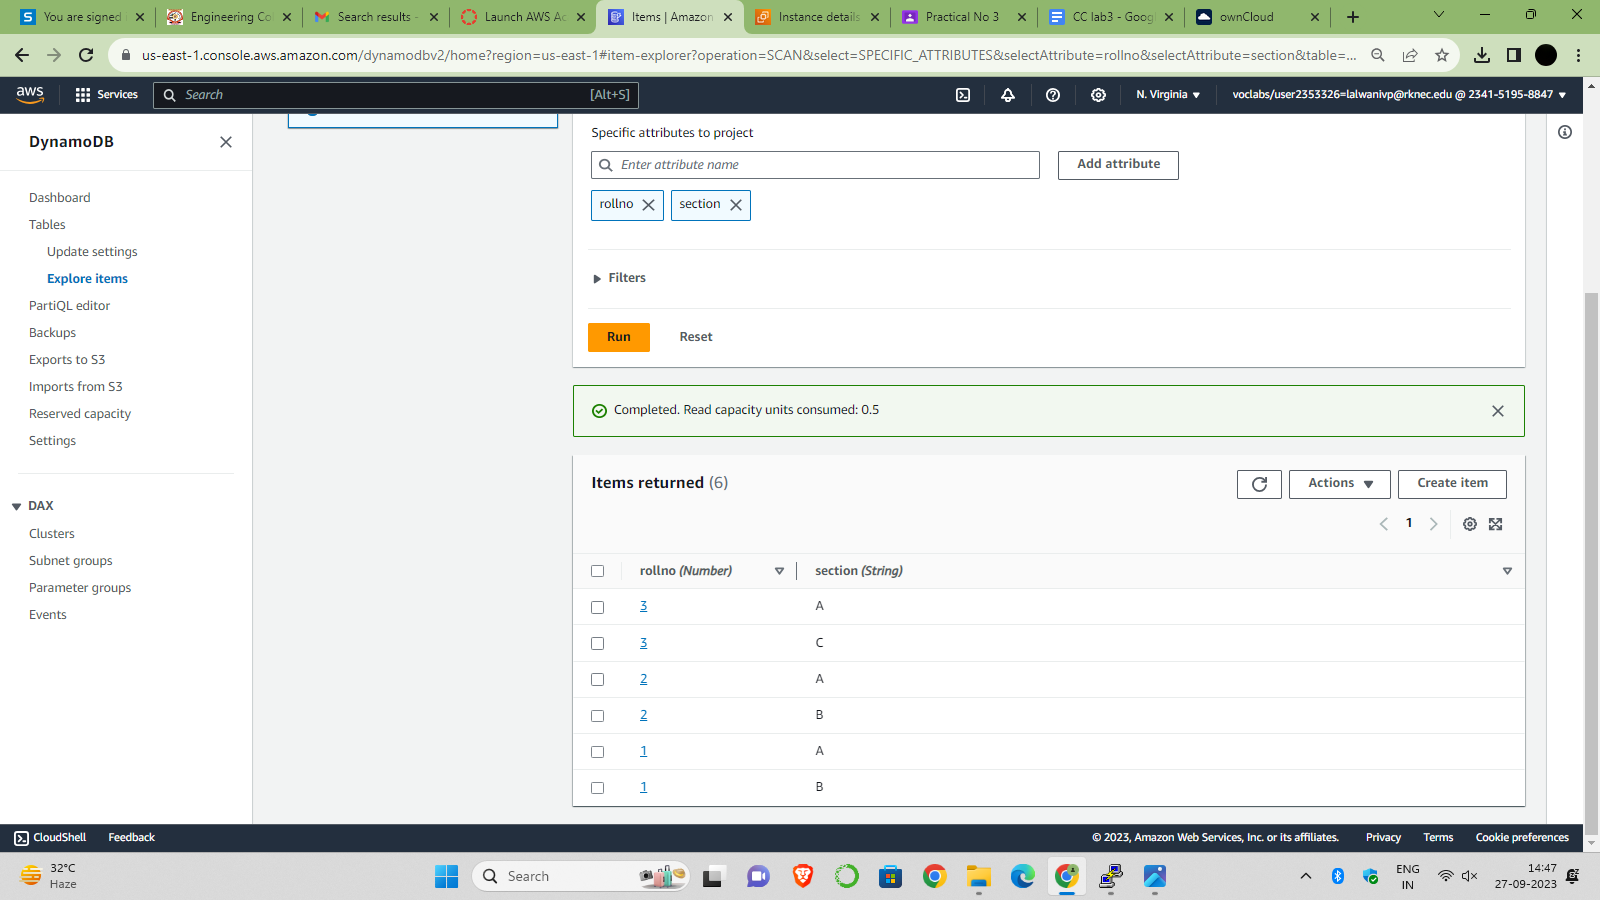 You are signed
Engineering Co
Search results -
Launch AWS Ac
Items | Amazon
Instance details
Practical No 3
CC lab3 - Goog
ownCloud
us-east-1.console.aws.amazon.com/dynamodbv2/home?region=us-east-1#item-explorer?operation=SCAN&select=SPECIFIC_ATTRIBUTES&selectAttribute=rollno&selectAttribute=section&table=...
aws
Services
Search
[Alt+S]
N. Virginia
voclabs/user2353326=lalwanivp@rknec.edu @ 2341-5195-8847
DynamoDB
Dashboard
Tables
Update settings
Explore items
PartiQL editor
Backups
Exports to S3
Imports from S3
Reserved capacity
Settings
DAX
Clusters
Subnet groups
Parameter groups
Events
Specific attributes to project
Enter attribute name
Add attribute
rollno
section
Filters
Run
Reset
Completed. Read capacity units consumed: 0.5
Items returned (6)
Actions
Create item
1
rollno (Number) section (String)
3 A
3 C
2 A
2 B
1 A
1 B
CloudShell
Feedback
© 2023, Amazon Web Services, Inc. or its affiliates.
Privacy
Terms
Cookie preferences
32°C
Haze
Search
ENG
IN
14:47
27-09-2023